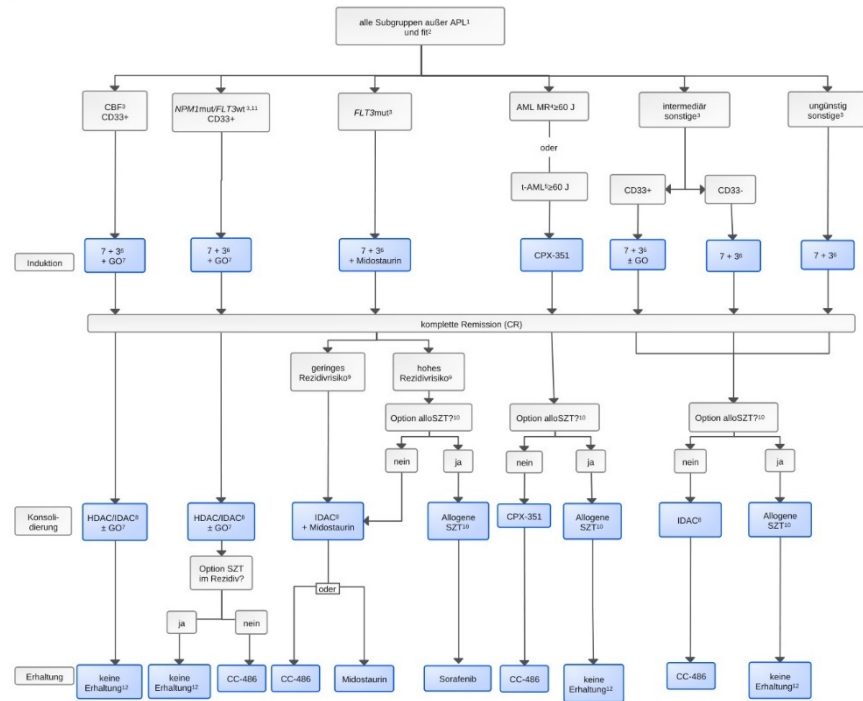 alle Subgruppen außer APL¹
und fit²
CBF³
CD33+
NPM1mut/FLT3wt ³,¹¹
CD33+
FLT3mut³
AML MR⁴≥60 J
oder
t-AML⁵≥60 J
intermediär
sonstige³
CD33+
CD33-
ungünstig
sonstige³
Induktion
7 + 3⁶
+ GO⁷
7 + 3⁶
+ GO⁷
7 + 3⁶
+ Midostaurin
CPX-351
7 + 3⁶
± GO
7 + 3⁶
7 + 3⁶
komplette Remission (CR)
geringes
Rezidivrisiko⁹
hohes
Rezidivrisiko⁹
Option alloSZT?¹⁰
Option alloSZT?¹⁰
Option alloSZT?¹⁰
nein
ja
nein
ja
nein
ja
Konsoli-
dierung
HDAC/IDAC⁸
± GO⁷
HDAC/IDAC⁸
± GO⁷
IDAC⁸
+ Midostaurin
Allogene
SZT¹⁰
CPX-351
Allogene
SZT¹⁰
IDAC⁸
Allogene
SZT¹⁰
Option SZT
im Rezidiv?
oder
ja
nein
Erhaltung
keine
Erhaltung¹²
keine
Erhaltung¹²
CC-486
CC-486
Midostaurin
Sorafenib
CC-486
keine
Erhaltung¹²
CC-486
keine
Erhaltung¹²